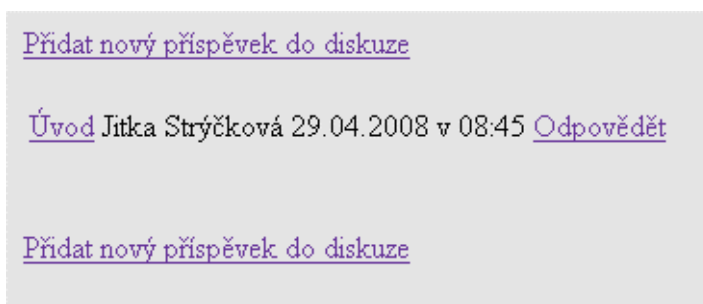 Přidat nový příspěvek do diskuze
Úvod Jitka Strýčková 29.04.2008 v 08:45 Odpovědět
Přidat nový příspěvek do diskuze